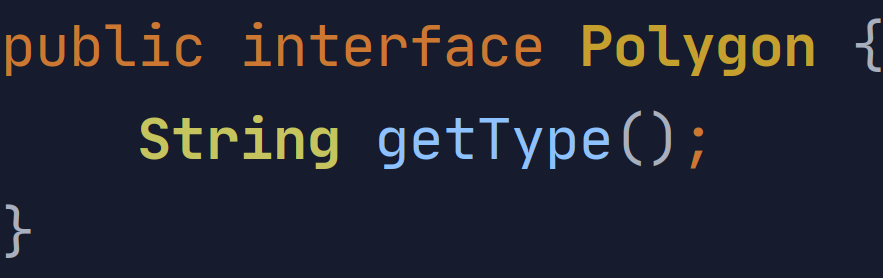 public interface Polygon {
    String getType();
}